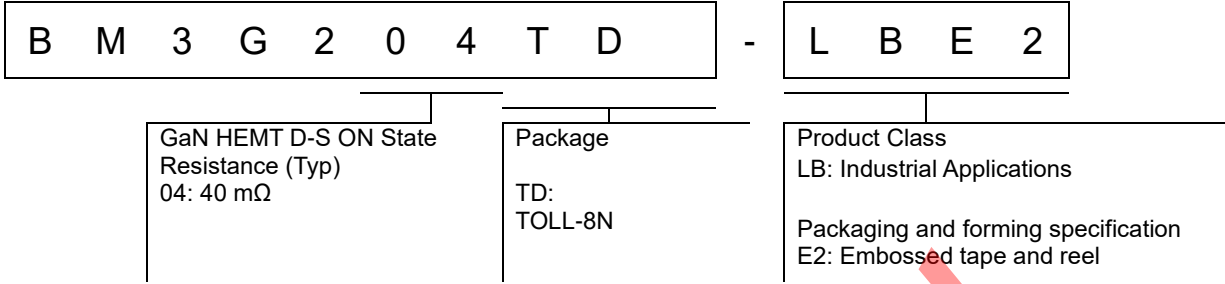 B M 3 G 2 0 4 T D - L B E 2
GaN HEMT D-S ON State
Resistance (Typ)
04: 40 mΩ
Package
TD:
TOLL-8N
Product Class
LB: Industrial Applications
Packaging and forming specification
E2: Embossed tape and reel